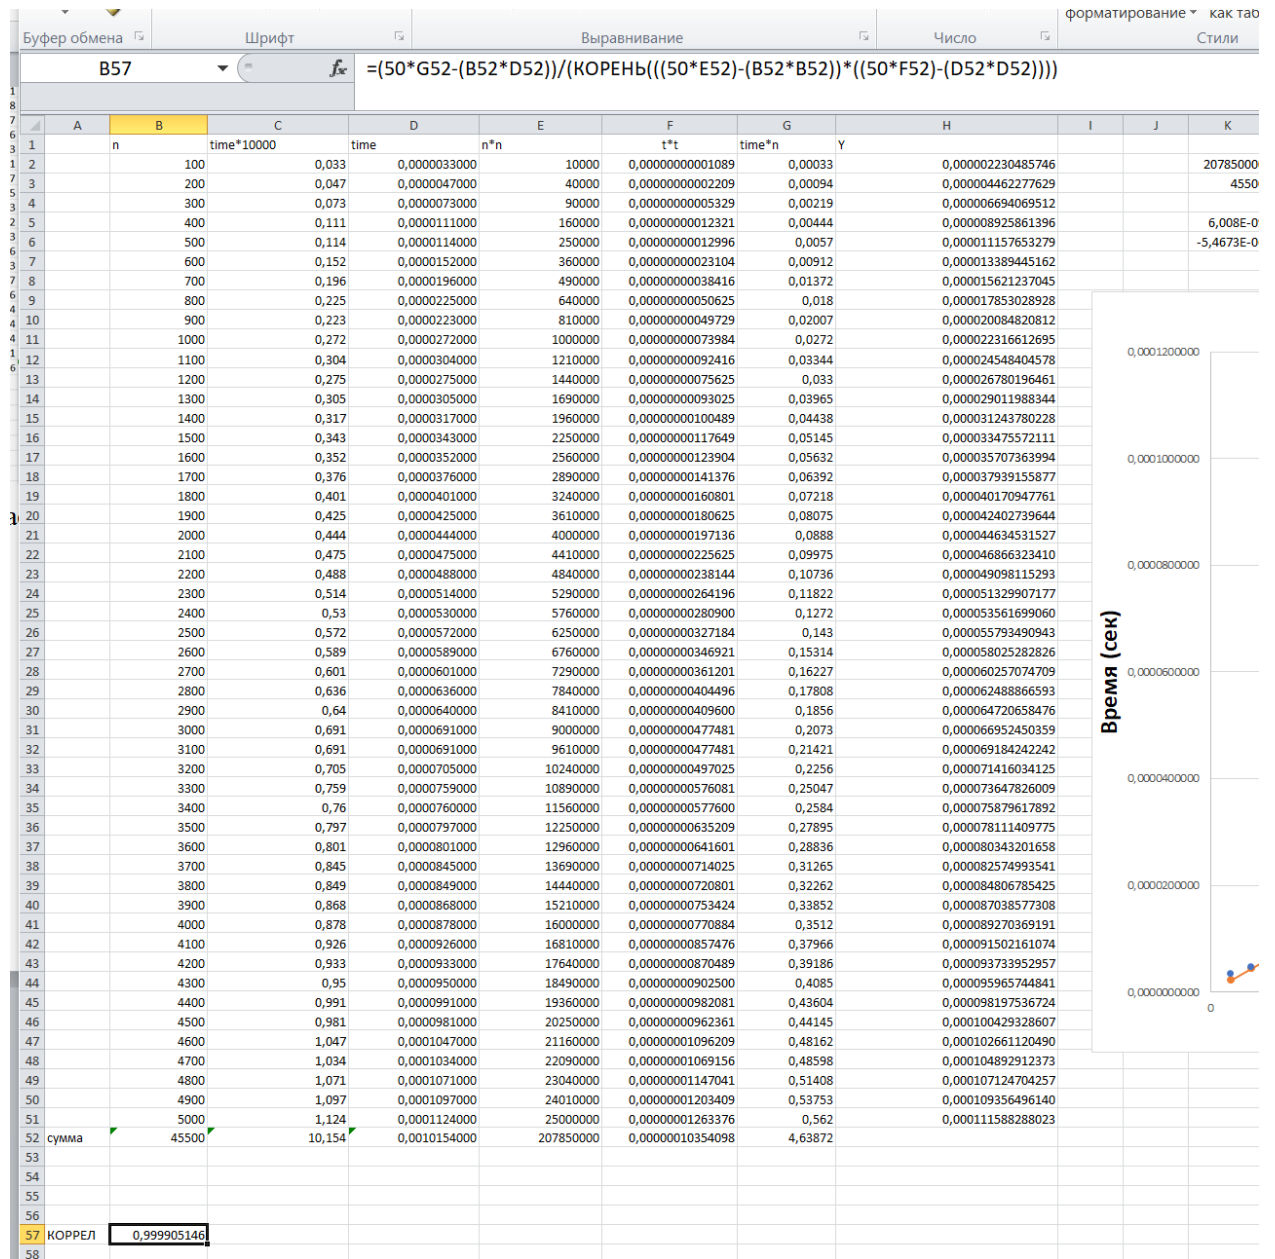 форматирование как таб
Буфер обмена Шрифт Выравнивание Число Стили
B57 fx =(50*G52-(B52*D52))/(КОРЕНЬ(((50*E52)-(B52*B52))*((50*F52)-(D52*D52))))
A B C D E F G H I J K
1 n time*10000 time n*n t*t time*n Y
2 100 0,033 0,0000033000 10000 0,00000000001089 0,00033 0,000002230485746 207850000
3 200 0,047 0,0000047000 40000 0,00000000002209 0,00094 0,000004462277629 4550
4 300 0,073 0,0000073000 90000 0,00000000005329 0,00219 0,000006694069512
5 400 0,111 0,0000111000 160000 0,00000000012321 0,00444 0,000008925861396 6,008E-0
6 500 0,114 0,0000114000 250000 0,00000000012996 0,0057 0,000011157653279 -5,4673E-0
7 600 0,152 0,0000152000 360000 0,00000000023104 0,00912 0,000013389445162
8 700 0,196 0,0000196000 490000 0,00000000038416 0,01372 0,000015621237045
9 800 0,225 0,0000225000 640000 0,00000000050625 0,018 0,000017853028928
10 900 0,223 0,0000223000 810000 0,00000000049729 0,02007 0,000020084820812
11 1000 0,272 0,0000272000 1000000 0,00000000073984 0,0272 0,000022316612695
12 1100 0,304 0,0000304000 1210000 0,00000000092416 0,03344 0,000024548404578
13 1200 0,275 0,0000275000 1440000 0,00000000075625 0,033 0,000026780196461
14 1300 0,305 0,0000305000 1690000 0,00000000093025 0,03965 0,000029011988344
15 1400 0,317 0,0000317000 1960000 0,00000000100489 0,04438 0,000031243780228
16 1500 0,343 0,0000343000 2250000 0,00000000117649 0,05145 0,000033475572111
17 1600 0,352 0,0000352000 2560000 0,00000000123904 0,05632 0,000035707363994
18 1700 0,376 0,0000376000 2890000 0,00000000141376 0,06392 0,000037939155877
19 1800 0,401 0,0000401000 3240000 0,00000000160801 0,07218 0,000040170947761
20 1900 0,425 0,0000425000 3610000 0,00000000180625 0,08075 0,000042402739644
21 2000 0,444 0,0000444000 4000000 0,00000000197136 0,0888 0,000044634531527
22 2100 0,475 0,0000475000 4410000 0,00000000225625 0,09975 0,000046866323410
23 2200 0,488 0,0000488000 4840000 0,00000000238144 0,10736 0,000049098115293
24 2300 0,514 0,0000514000 5290000 0,00000000264196 0,11822 0,000051329907177
25 2400 0,53 0,0000530000 5760000 0,00000000280900 0,1272 0,000053561699060
26 2500 0,572 0,0000572000 6250000 0,00000000327184 0,143 0,000055793490943
27 2600 0,589 0,0000589000 6760000 0,00000000346921 0,15314 0,000058025282826
28 2700 0,601 0,0000601000 7290000 0,00000000361201 0,16227 0,000060257074709
29 2800 0,636 0,0000636000 7840000 0,00000000404496 0,17808 0,000062488866593
30 2900 0,64 0,0000640000 8410000 0,00000000409600 0,1856 0,000064720658476
31 3000 0,691 0,0000691000 9000000 0,00000000477481 0,2073 0,000066952450359
32 3100 0,691 0,0000691000 9610000 0,00000000477481 0,21421 0,000069184242242
33 3200 0,705 0,0000705000 10240000 0,00000000497025 0,2256 0,000071416034125
34 3300 0,759 0,0000759000 10890000 0,00000000576081 0,25047 0,000073647826009
35 3400 0,76 0,0000760000 11560000 0,00000000577600 0,2584 0,000075879617892
36 3500 0,797 0,0000797000 12250000 0,00000000635209 0,27895 0,000078111409775
37 3600 0,801 0,0000801000 12960000 0,00000000641601 0,28836 0,000080343201658
38 3700 0,845 0,0000845000 13690000 0,00000000714025 0,31265 0,000082574993541
39 3800 0,849 0,0000849000 14440000 0,00000000720801 0,32262 0,000084806785425
40 3900 0,868 0,0000868000 15210000 0,00000000753424 0,33852 0,000087038577308
41 4000 0,878 0,0000878000 16000000 0,00000000770884 0,3512 0,000089270369191
42 4100 0,926 0,0000926000 16810000 0,00000000857476 0,37966 0,000091502161074
43 4200 0,933 0,0000933000 17640000 0,00000000870489 0,39186 0,000093733952957
44 4300 0,95 0,0000950000 18490000 0,00000000902500 0,4085 0,000095965744841
45 4400 0,991 0,0000991000 19360000 0,00000000982081 0,43604 0,000098197536724
46 4500 0,981 0,0000981000 20250000 0,00000000962361 0,44145 0,000100429328607
47 4600 1,047 0,0001047000 21160000 0,00000001096209 0,48162 0,000102661120490
48 4700 1,034 0,0001034000 22090000 0,00000001069156 0,48598 0,000104892912373
49 4800 1,071 0,0001071000 23040000 0,00000001147041 0,51408 0,000107124704257
50 4900 1,097 0,0001097000 24010000 0,00000001203409 0,53753 0,000109356496140
51 5000 1,124 0,0001124000 25000000 0,00000001263376 0,562 0,000111588288023
52 сумма 45500 10,154 0,0010154000 207850000 0,00000010354098 4,63872
53
54
55
56
57 КОРРЕЛ 0,999905146
58
0,0001200000
0,0001000000
0,0000800000
0,0000600000
0,0000400000
0,0000200000
0,0000000000
0
Время (сек)